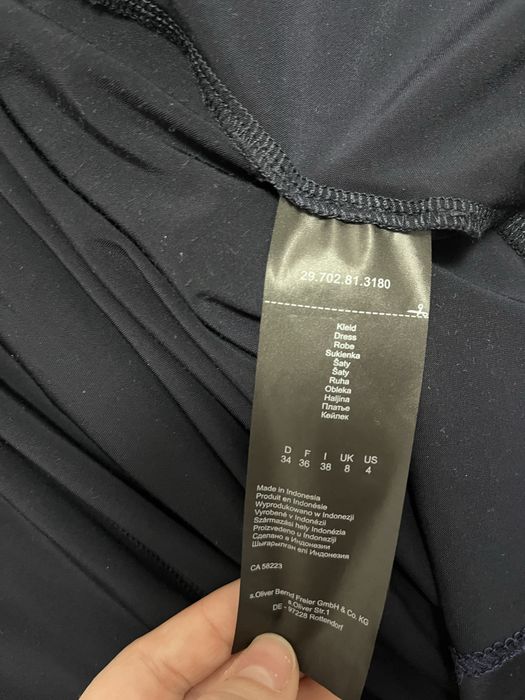 29.702.81.3180
Kleid
Dress
Robe
Sukienka
Šaty
Šaty
Ruha
Obleka
Haljina
Платье
Көйлек
D F I UK US
34 36 38 8 4
Made in Indonesia
Produit en Indonésie
Wyprodukowano w Indonezji
Vyrobené v Indonézii
Származási hely Indonézia
Proizvedeno u Indoneziji
Сделано в Индонезии
Шығарылған елі Индонезия
CA 58223
s.Oliver Bernd Freier GmbH & Co. KG
s.Oliver Str.1
DE - 97228 Rottendorf